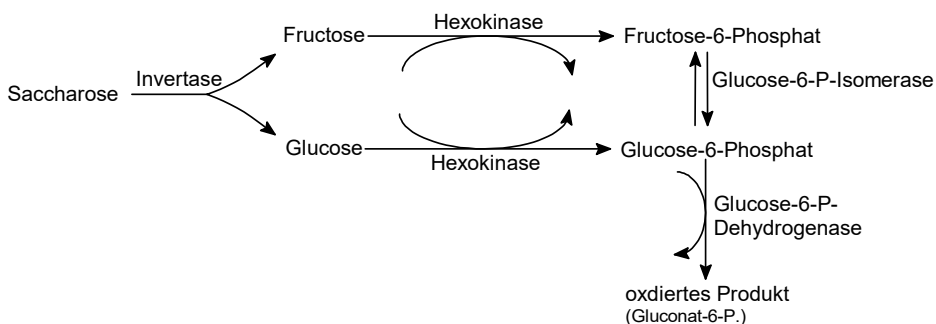 Hexokinase
Fructose
Fructose-6-Phosphat
Invertase
Glucose-6-P-Isomerase
Saccharose
Glucose
Glucose-6-Phosphat
Hexokinase
Glucose-6-P-
Dehydrogenase
oxdiertes Produkt
(Gluconat-6-P.)